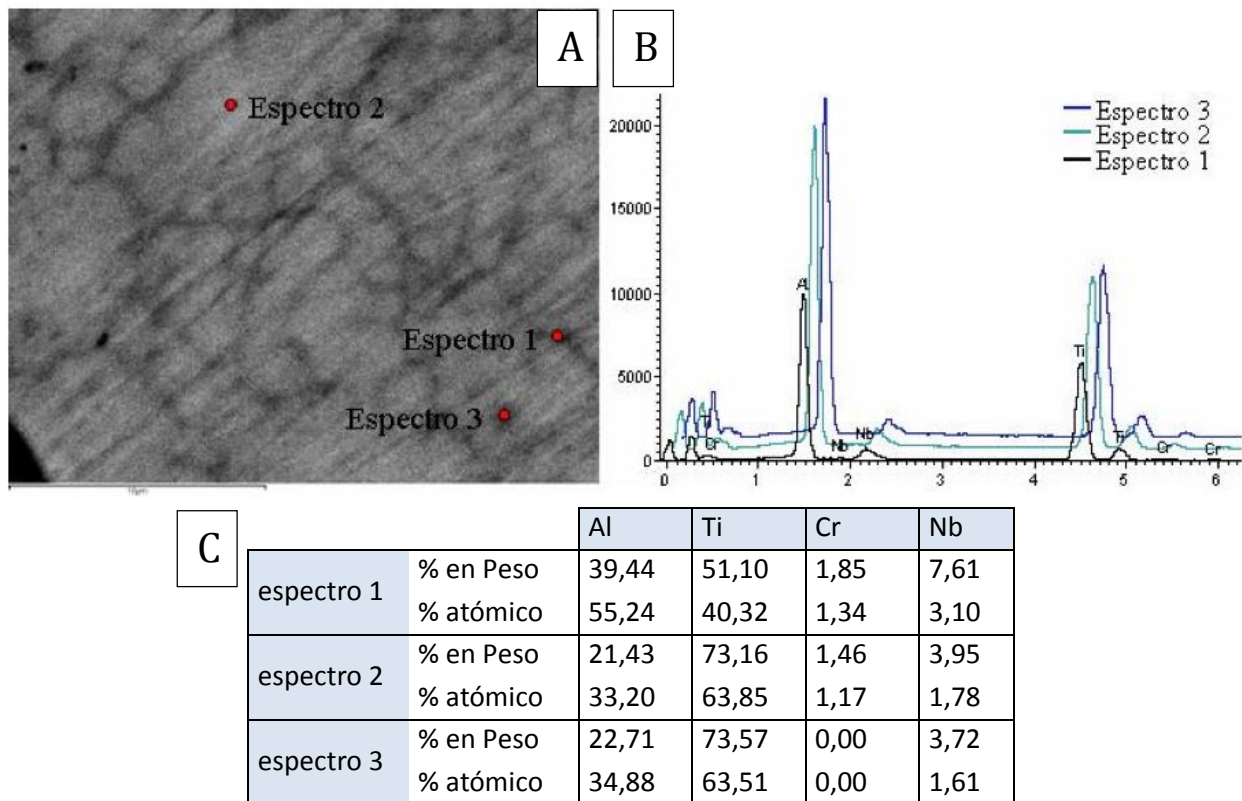 A
B
Espectro 2
Espectro 1
Espectro 3
Espectro 3
Espectro 2
Espectro 1
20000
15000
10000
5000
0
Al
Ti
Cr
Nb
Nb
Ti
Cr
Cr
0 1 2 3 4 5 6
C
Al Ti Cr Nb
espectro 1
% en Peso 39,44 51,10 1,85 7,61
% atómico 55,24 40,32 1,34 3,10
espectro 2
% en Peso 21,43 73,16 1,46 3,95
% atómico 33,20 63,85 1,17 1,78
espectro 3
% en Peso 22,71 73,57 0,00 3,72
% atómico 34,88 63,51 0,00 1,61